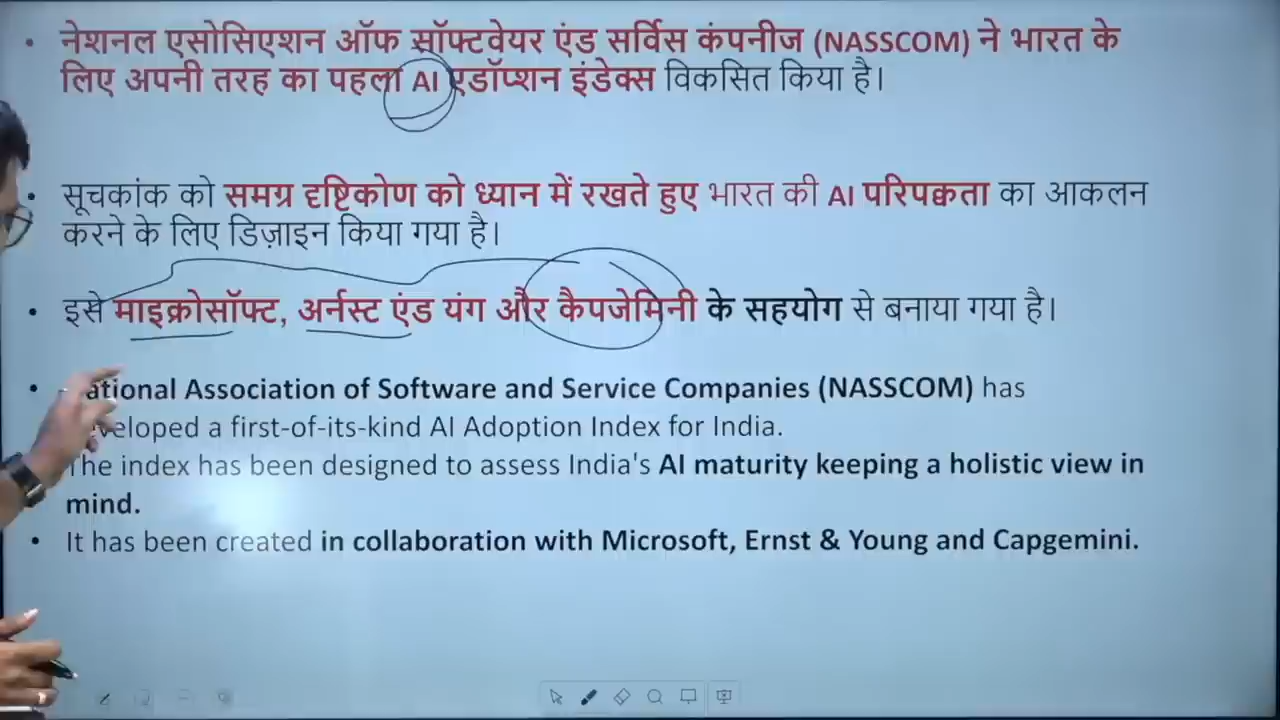 • नेशनल एसोसिएशन ऑफ सॉफ्टवेयर एंड सर्विस कंपनीज (NASSCOM) ने भारत के
लिए अपनी तरह का पहला AI एडॉप्शन इंडेक्स विकसित किया है।
• सूचकांक को समग्र दृष्टिकोण को ध्यान में रखते हुए भारत की AI परिपक्वता का आकलन
करने के लिए डिज़ाइन किया गया है।
• इसे माइक्रोसॉफ्ट, अर्नस्ट एंड यंग और कैपजेमिनी के सहयोग से बनाया गया है।
• ational Association of Software and Service Companies (NASSCOM) has
veloped a first-of-its-kind AI Adoption Index for India.
The index has been designed to assess India's AI maturity keeping a holistic view in
mind.
• It has been created in collaboration with Microsoft, Ernst & Young and Capgemini.